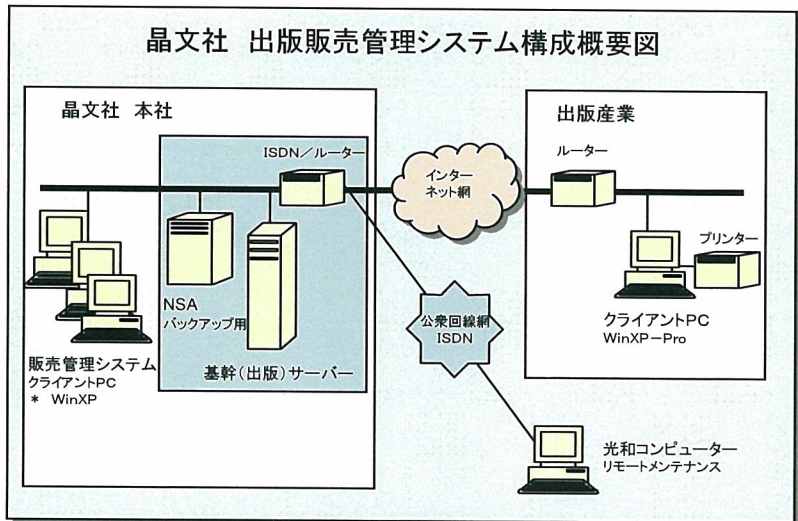 晶文社 出版販売管理システム構成概要図
晶文社 本社
ISDN／ルーター
NSA
バックアップ用
基幹（出版）サーバー
販売管理システム
クライアントPC
* WinXP
インター
ネット網
公衆回線網
ISDN
出版産業
ルーター
プリンター
クライアントPC
WinXP－Pro
光和コンピューター
リモートメンテナンス